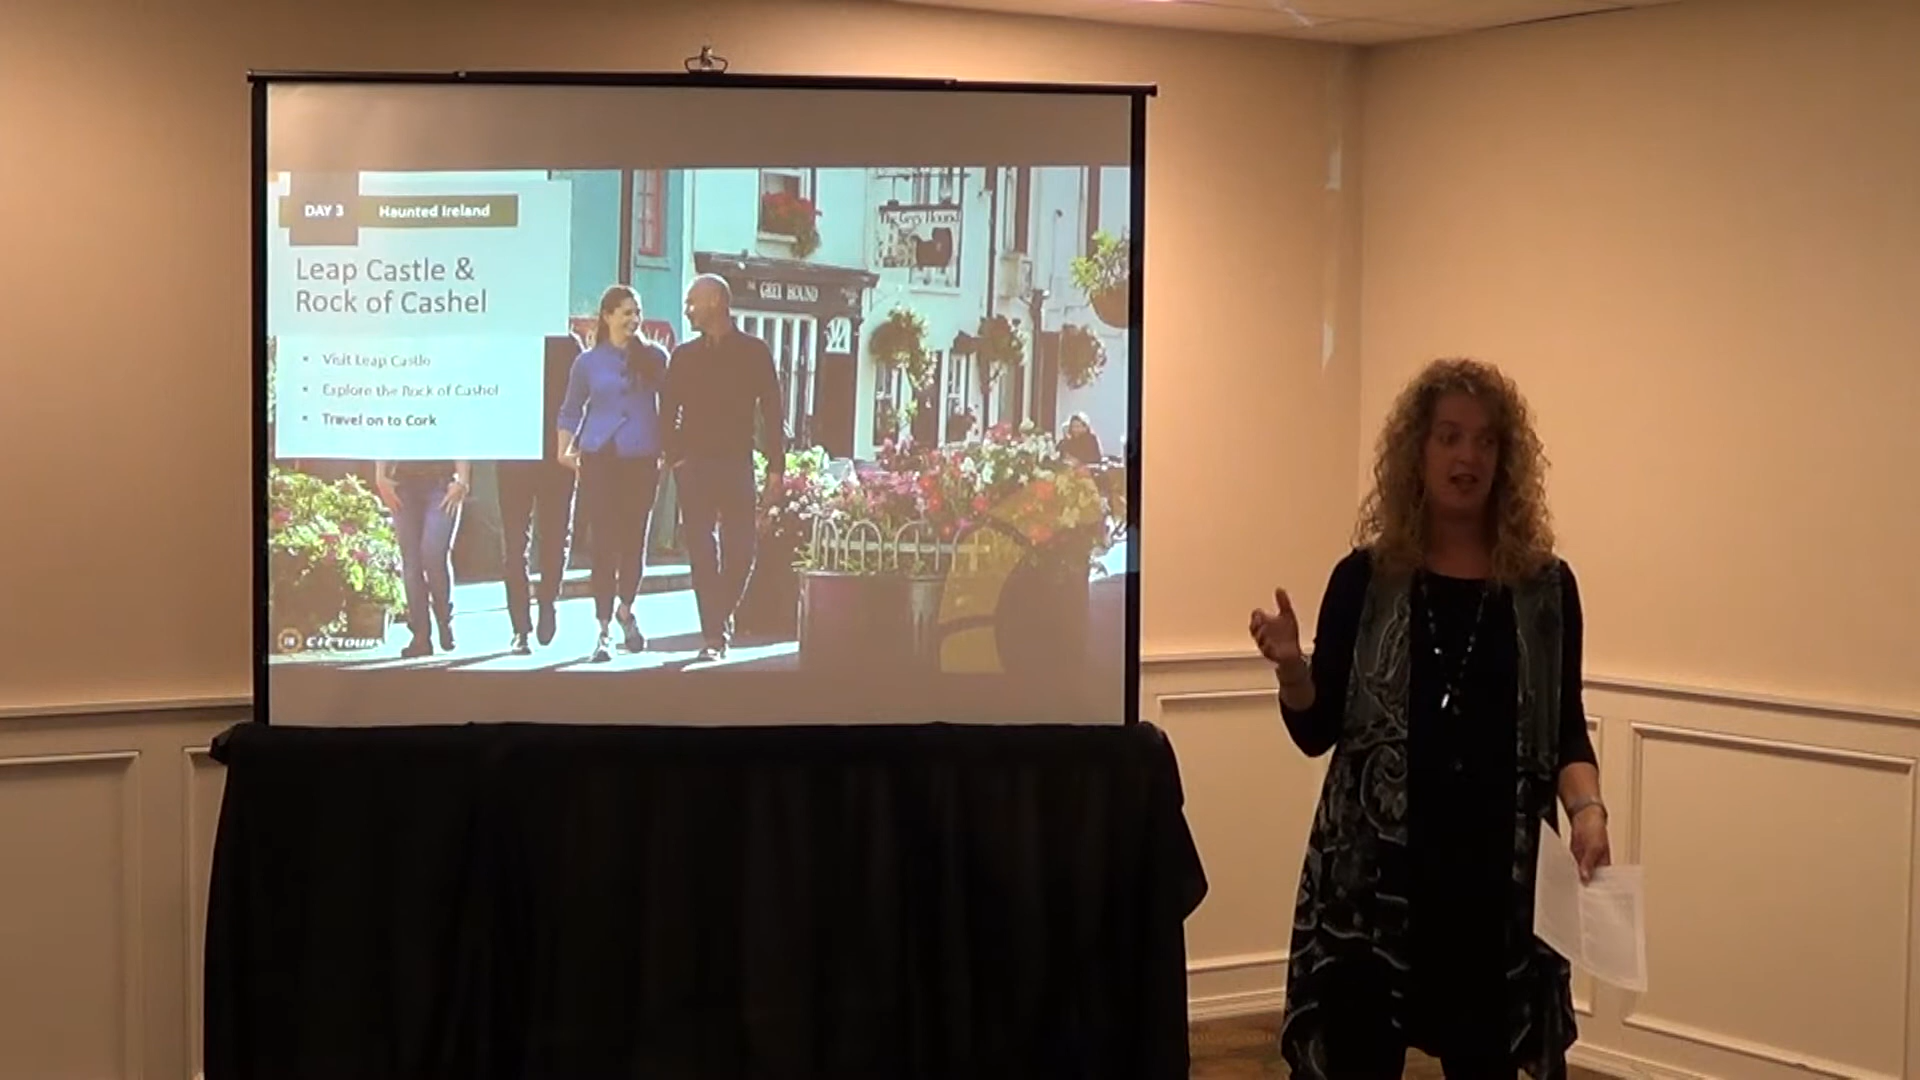 DAY 3 Haunted Ireland
Leap Castle &
Rock of Cashel
• Visit Leap Castle
• Explore the Rock of Cashel
• Travel on to Cork
The Grey Hound
GREY HOUND
CIE TOURS